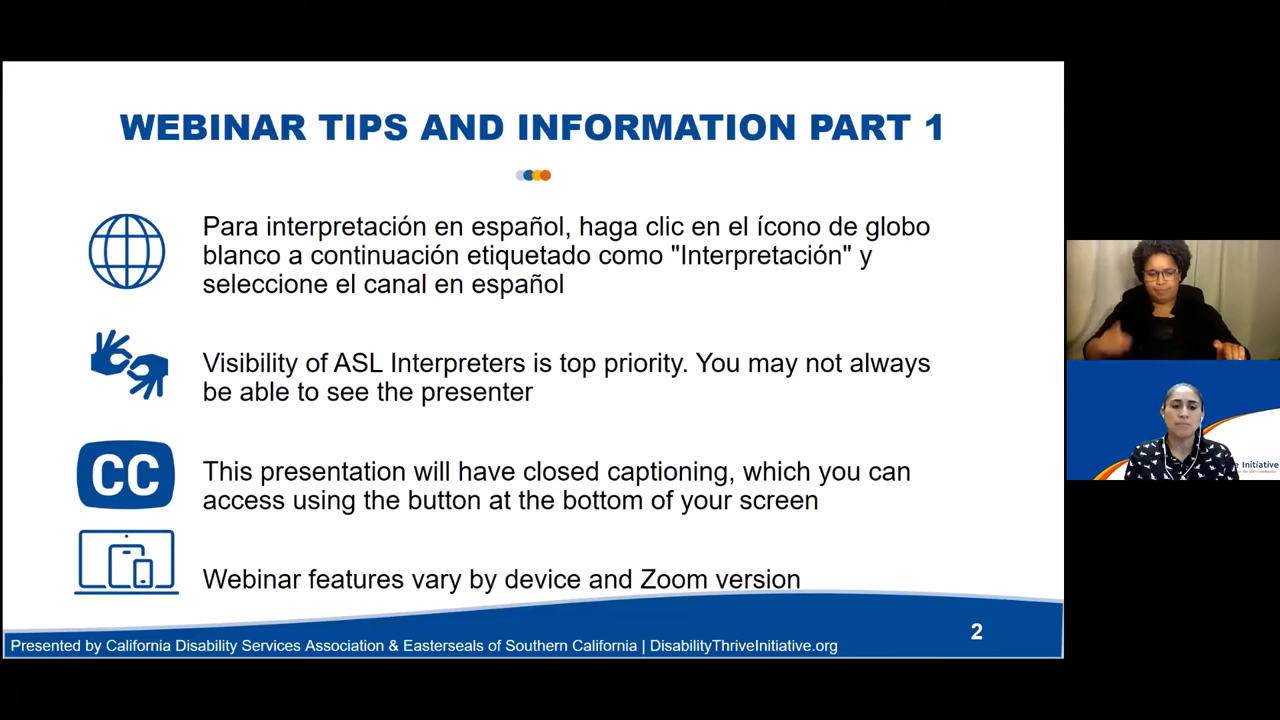 WEBINAR TIPS AND INFORMATION PART 1
Para interpretación en español, haga clic en el ícono de globo
blanco a continuación etiquetado como "Interpretación" y
seleccione el canal en español
Visibility of ASL Interpreters is top priority. You may not always
be able to see the presenter
CC
This presentation will have closed captioning, which you can
access using the button at the bottom of your screen
Webinar features vary by device and Zoom version
Presented by California Disability Services Association & Easterseals of Southern California | DisabilityThriveInitiative.org
2
Initiative